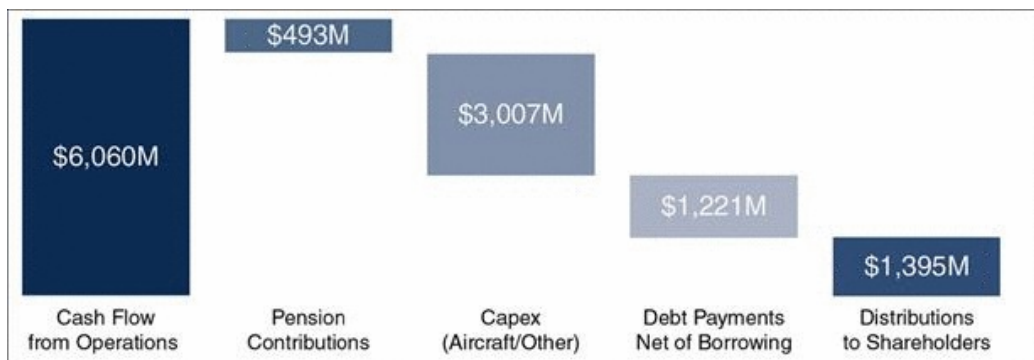 $6,060M
$493M
$3,007M
$1,221M
$1,395M
Cash Flow
from Operations
Pension
Contributions
Capex
(Aircraft/Other)
Debt Payments
Net of Borrowing
Distributions
to Shareholders